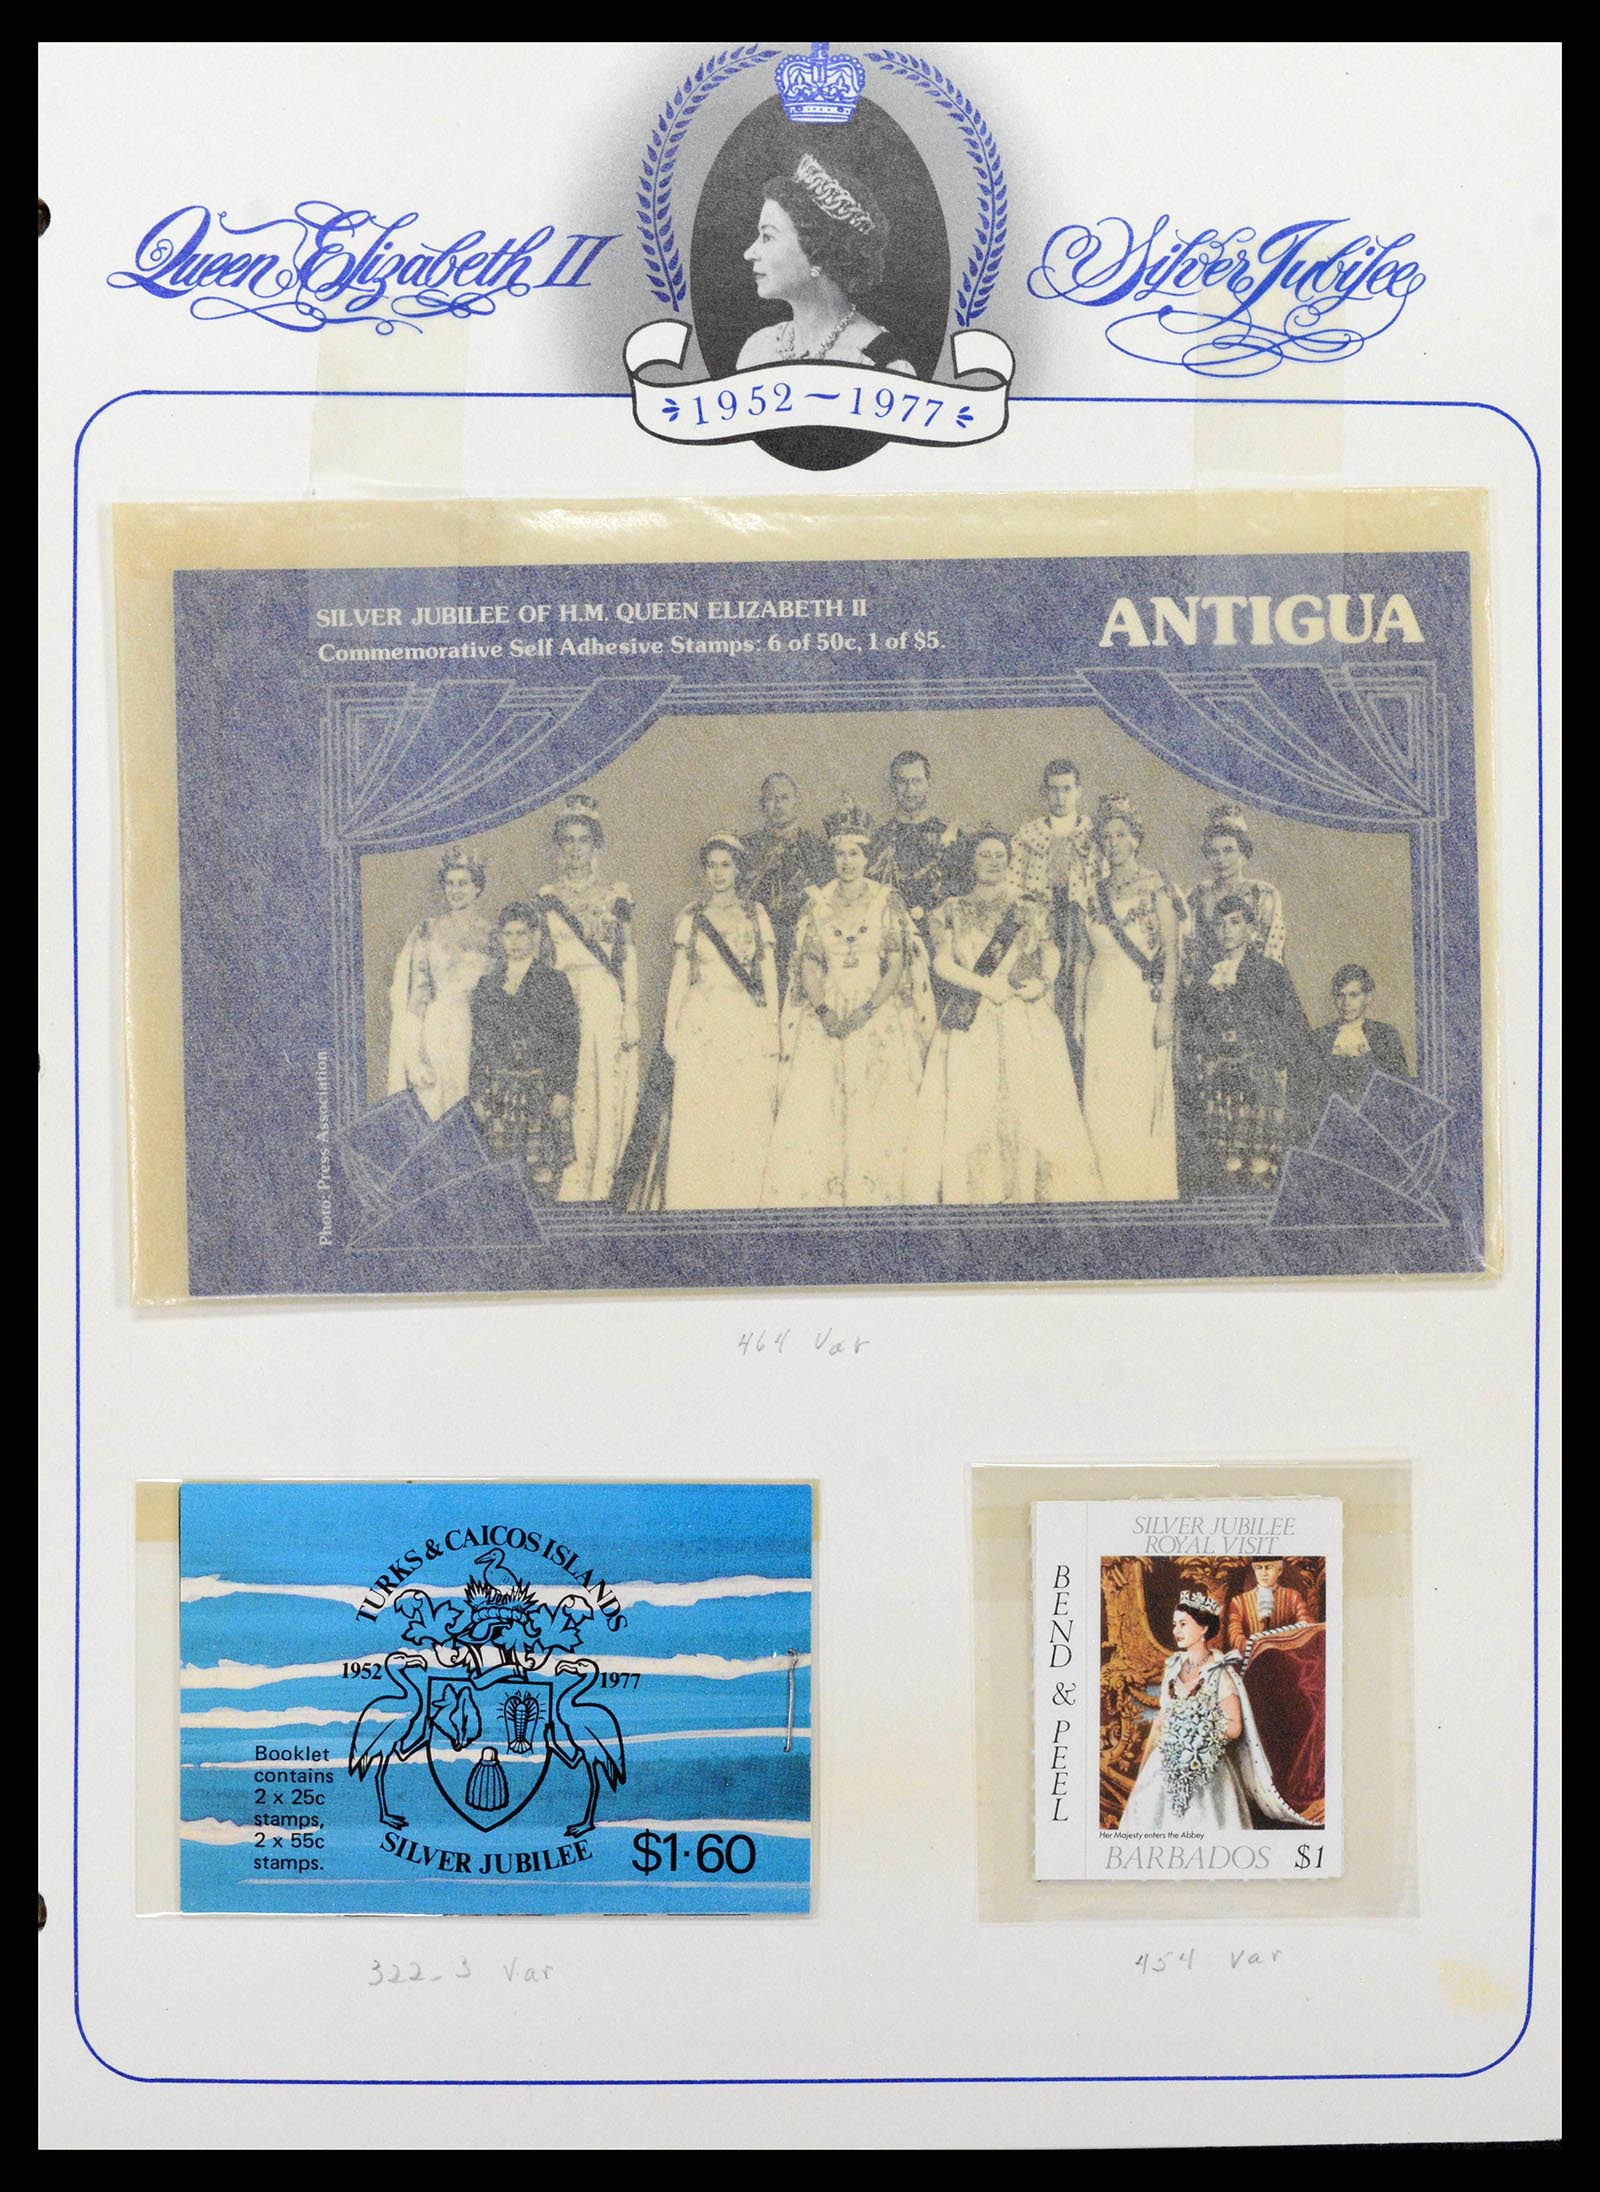 Queen Elizabeth II
Silver Jubilee
1952–1977
SILVER JUBILEE OF H.M. QUEEN ELIZABETH II
Commemorative Self Adhesive Stamps: 6 of 50c, 1 of $5.
ANTIGUA
Photo: Press Association
464 Var
TURKS & CAICOS ISLANDS
1952
1977
Booklet
contains
2 x 25c
stamps,
2 x 55c
stamps.
SILVER JUBILEE
$1·60
322-3 Var
SILVER JUBILEE
ROYAL VISIT
BEND & PEEL
Her Majesty enters the Abbey
BARBADOS $1
454 Var